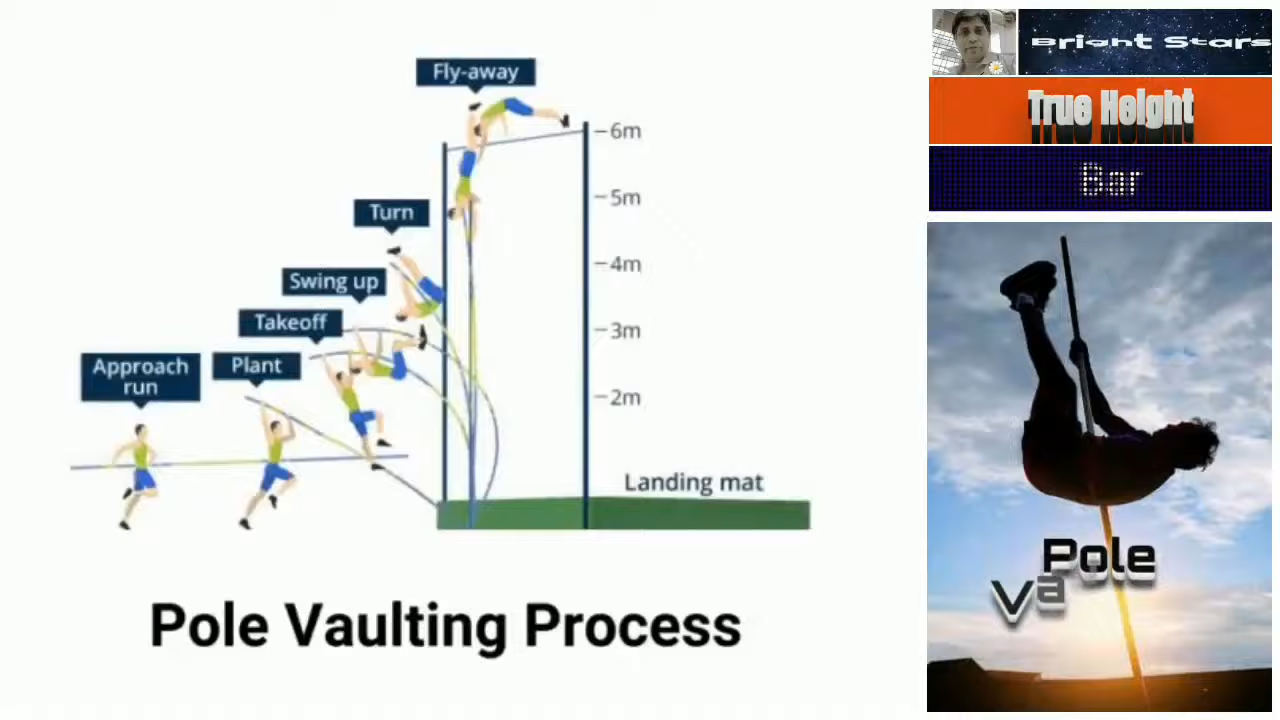 Fly-away
6m
5m
Turn
4m
Swing up
Takeoff
3m
Approach
run
Plant
2m
Landing mat
Pole Vaulting Process
Bright Stars
True Height
Bar
Pole
Va